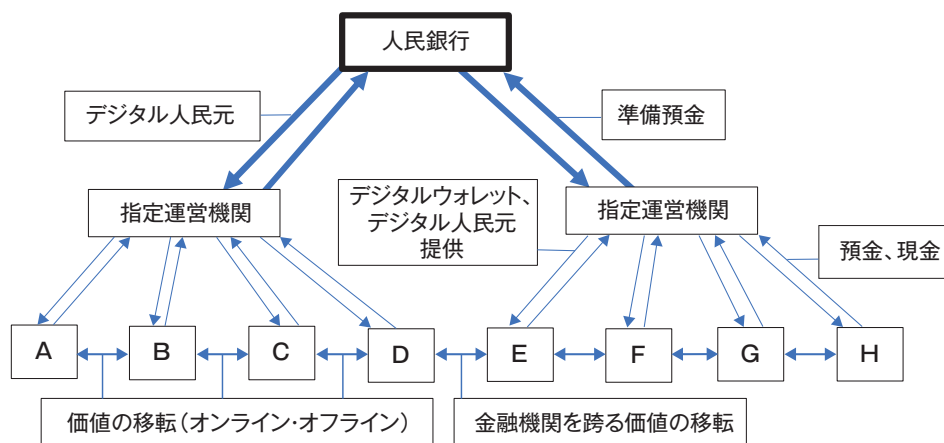 人民銀行
デジタル人民元
準備預金
指定運営機関
デジタルウォレット、
デジタル人民元
提供
指定運営機関
預金、現金
A
B
C
D
E
F
G
H
価値の移転（オンライン・オフライン）
金融機関を跨る価値の移転